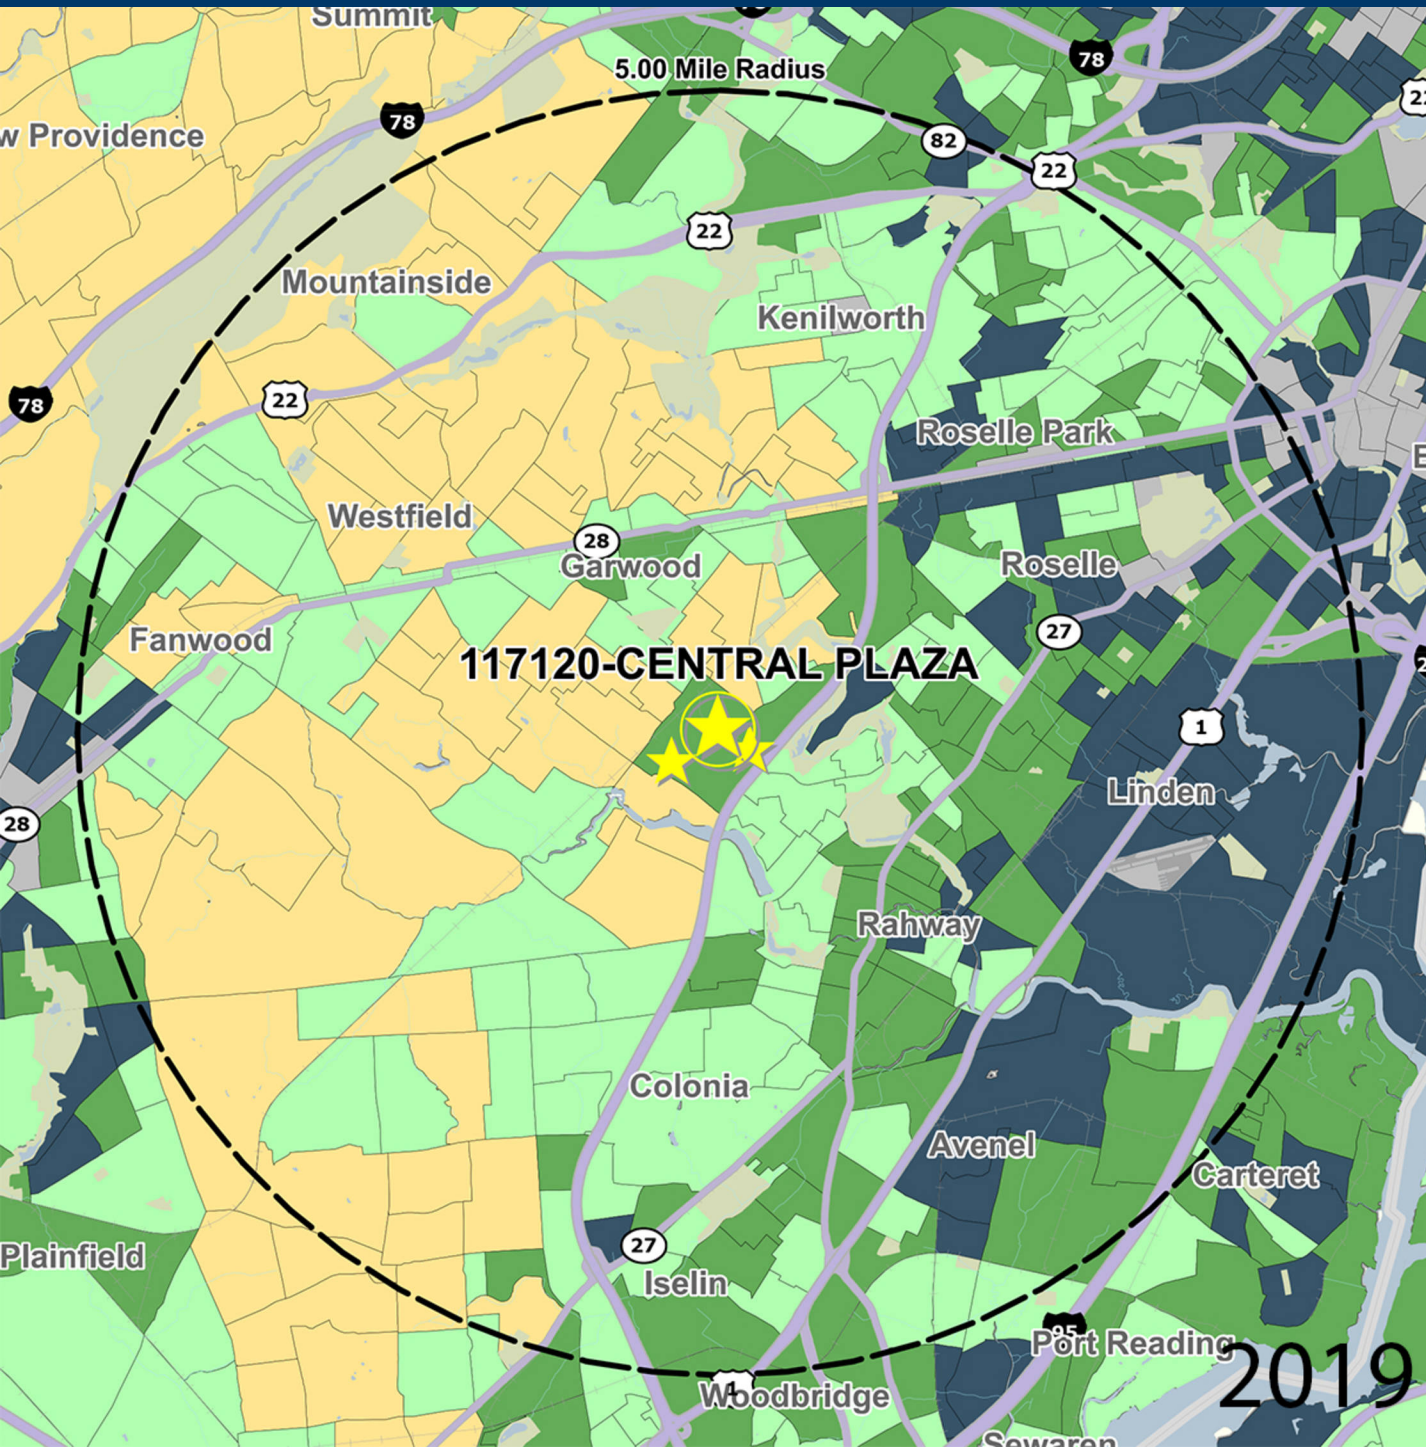 Summit
5.00 Mile Radius
78
78
w Providence
82
22
22
Mountainside
Kenilworth
78
22
Roselle Park
Westfield
28
Garwood
Roselle
27
Fanwood
117120-CENTRAL PLAZA
1
Linden
28
Rahway
Colonia
Avenel
Carteret
27
Plainfield
Iselin
Port Reading
2019
1
Woodbridge
Sewaren